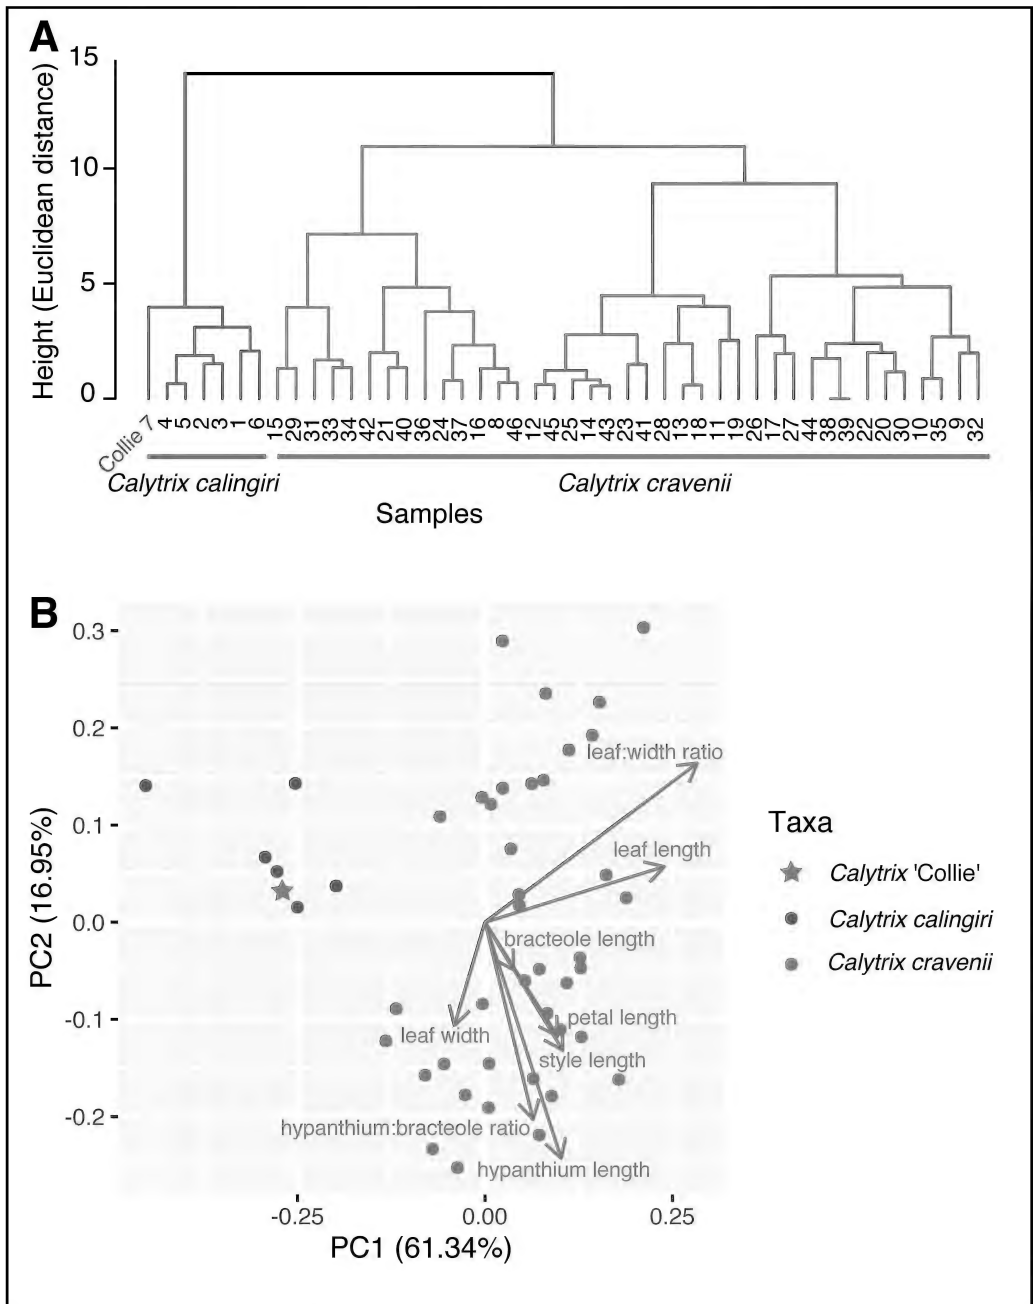 A
Height (Euclidean distance)
15
10
5
0
Collie 7 4 5 2 3 1 6 15 29 31 33 34 42 21 40 36 24 37 16 8 46 12 45 25 14 43 23 41 28 13 18 11 19 26 17 27 44 38 39 22 20 30 10 35 9 32
Calytrix calingiri
Calytrix cravenii
Samples
B
PC2 (16.95%)
0.3
0.2
0.1
0.0
-0.1
-0.2
leaf:width ratio
leaf length
bracteole length
petal length
leaf width
style length
hypanthium:bracteole ratio
hypanthium length
-0.25 0.00 0.25
PC1 (61.34%)
Taxa
Calytrix 'Collie'
Calytrix calingiri
Calytrix cravenii